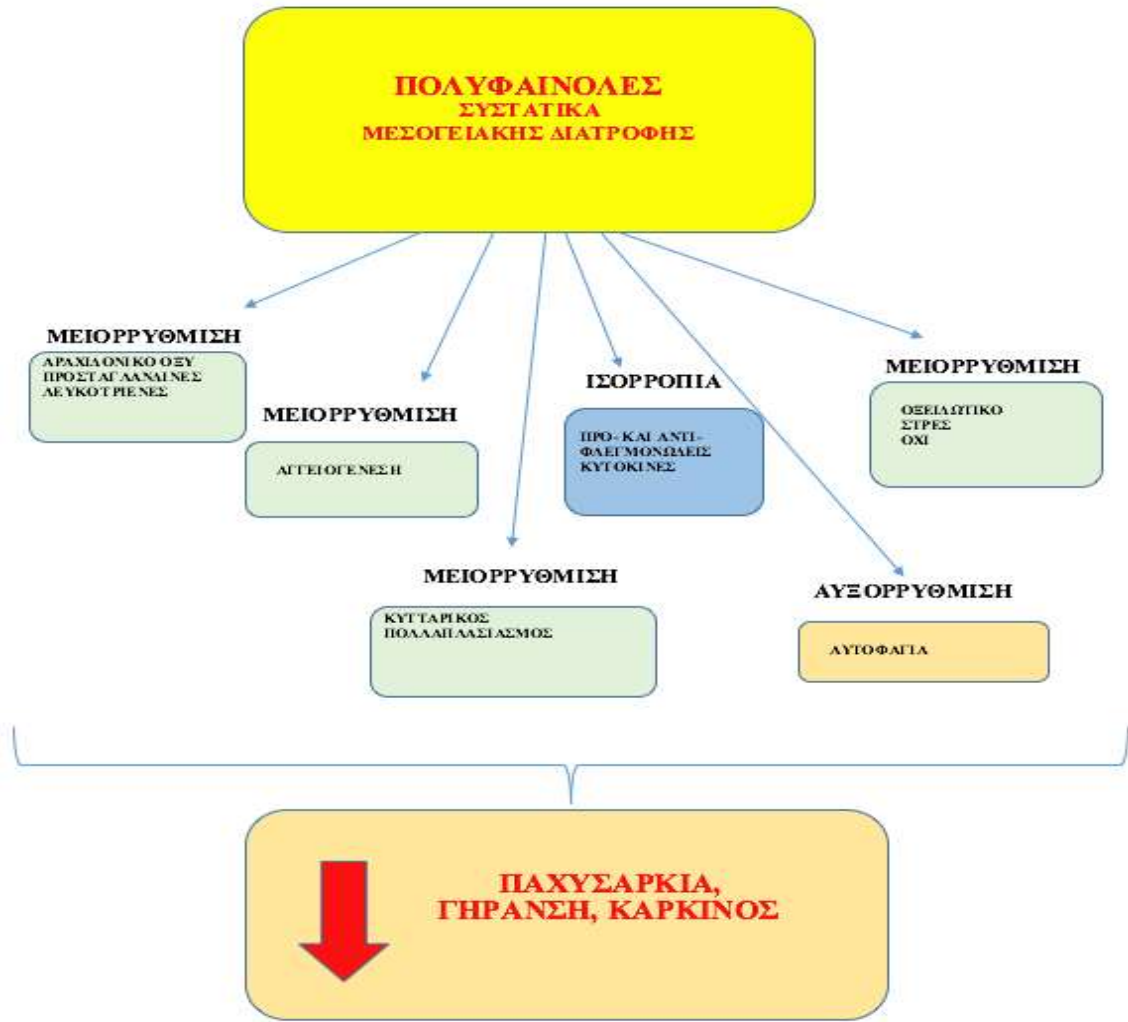 ΠΟΛΥΦΑΙΝΟΛΕΣ
ΣΥΣΤΑΤΙΚΑ
ΜΕΣΟΓΕΙΑΚΗΣ ΔΙΑΤΡΟΦΗΣ
ΜΕΙΟΡΡΥΘΜΙΣΗ
ΑΡΑΧΙΔΟΝΙΚΟ ΟΞΥ
ΠΡΟΣΤΑΓΛΑΝΔΙΝΕΣ
ΛΕΥΚΟΤΡΙΕΝΕΣ
ΜΕΙΟΡΡΥΘΜΙΣΗ
ΑΓΓΕΙΟΓΕΝΕΣΗ
ΙΣΟΡΡΟΠΙΑ
ΠΡΟ- ΚΑΙ ΑΝΤΙ-
ΦΛΕΓΜΟΝΩΔΕΙΣ
ΚΥΤΟΚΙΝΕΣ
ΜΕΙΟΡΡΥΘΜΙΣΗ
ΟΞΕΙΔΩΤΙΚΟ
ΣΤΡΕΣ
ΟΧΙ
ΜΕΙΟΡΡΥΘΜΙΣΗ
ΚΥΤΤΑΡΙΚΟΣ
ΠΟΛΛΑΠΛΑΣΙΑΣΜΟΣ
ΑΥΞΟΡΡΥΘΜΙΣΗ
ΑΥΤΟΦΑΓΙΑ
ΠΑΧΥΣΑΡΚΙΑ,
ΓΗΡΑΝΣΗ, ΚΑΡΚΙΝΟΣ